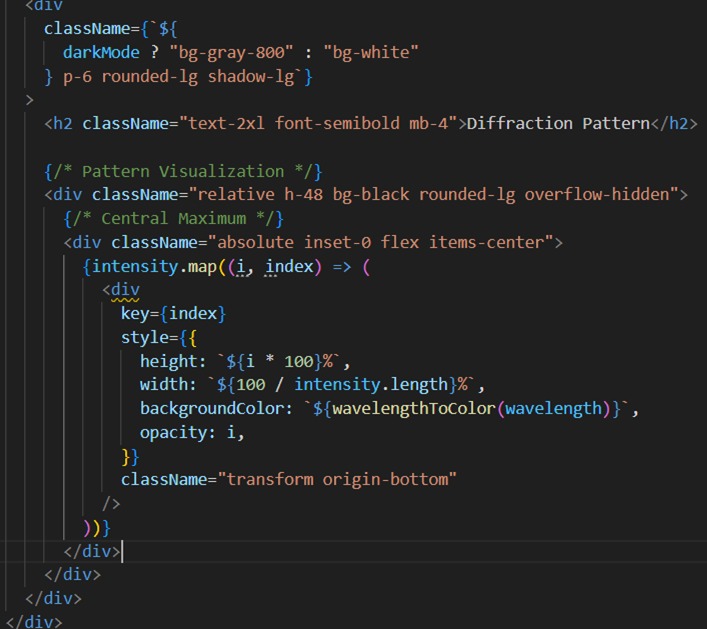 <div
className={`${
darkMode ? "bg-gray-800" : "bg-white"
} p-6 rounded-lg shadow-lg`}
>
<h2 className="text-2xl font-semibold mb-4">Diffraction Pattern</h2>
{/* Pattern Visualization */}
<div className="relative h-48 bg-black rounded-lg overflow-hidden">
{/* Central Maximum */}
<div className="absolute inset-0 flex items-center">
{intensity.map((i, index) => (
<div
key={index}
style={{
height: `${i * 100}%`,
width: `${100 / intensity.length}%`,
backgroundColor: `${wavelengthToColor(wavelength)}`,
opacity: i,
}}
className="transform origin-bottom"
/>
))}
</div>
</div>
</div>
</div>